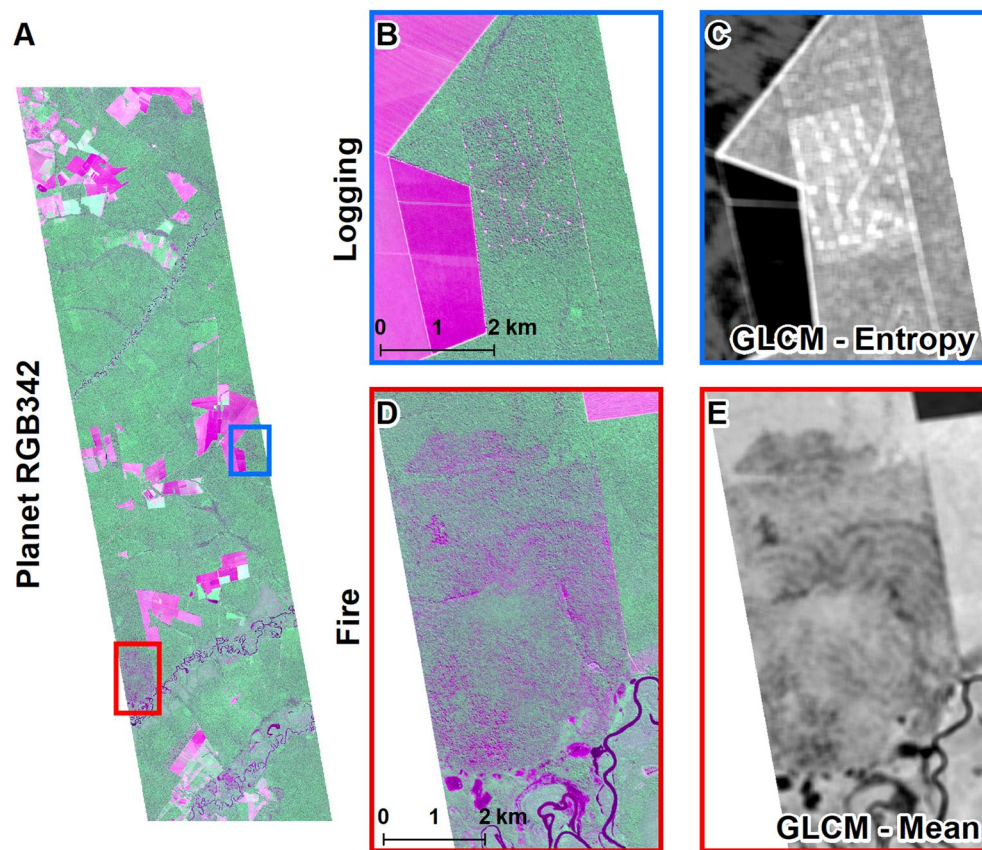 A
Planet RGB342
Logging
B
0 1 2 km
C
GLCM - Entropy
Fire
D
0 1 2 km
E
GLCM - Mean